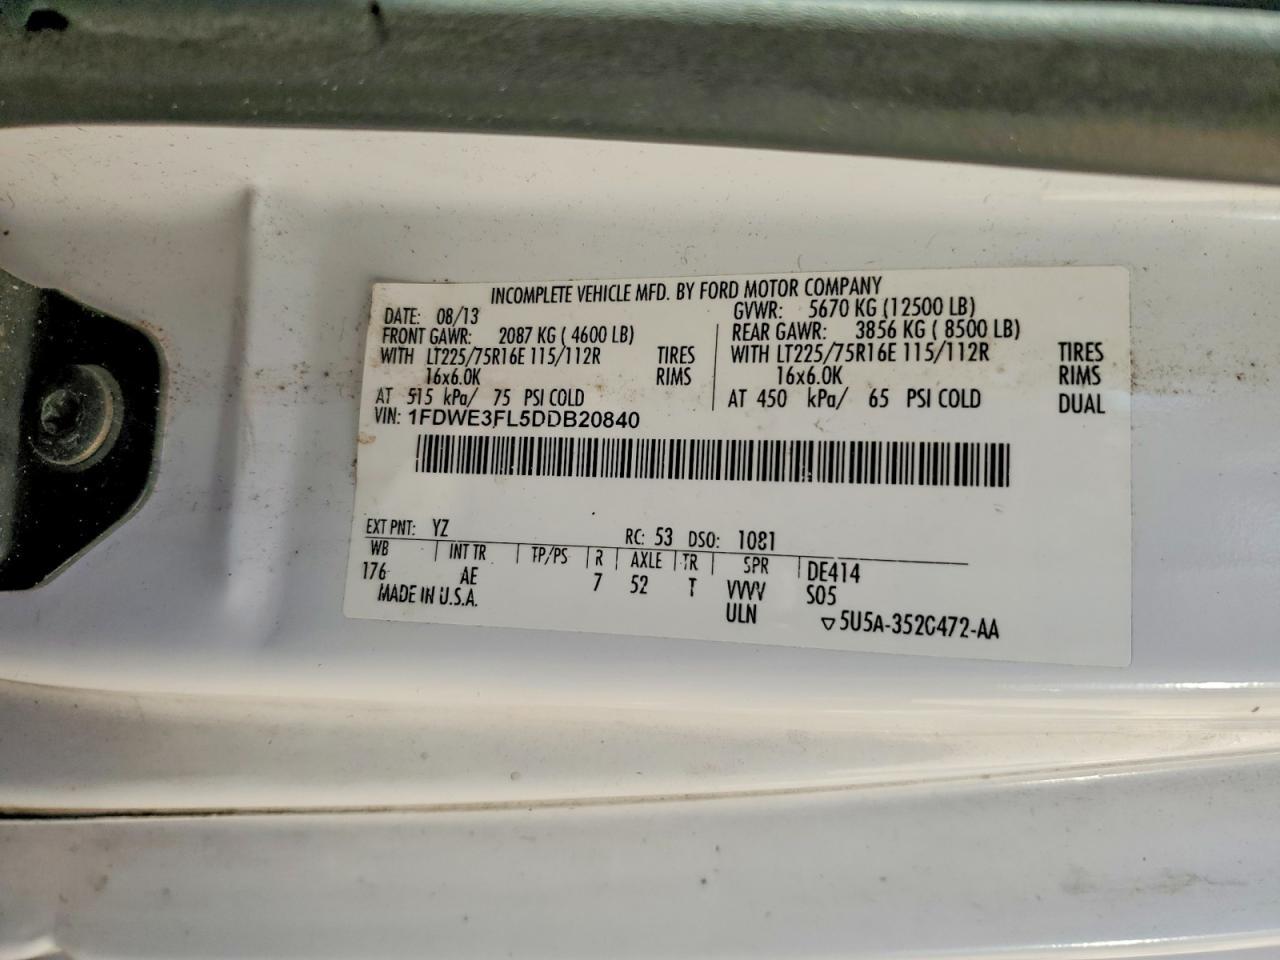 INCOMPLETE VEHICLE MFD. BY FORD MOTOR COMPANY
DATE: 08/13
GVWR: 5670 KG (12500 LB)
FRONT GAWR: 2087 KG ( 4600 LB)
REAR GAWR: 3856 KG ( 8500 LB)
WITH LT225/75R16E 115/112R TIRES
WITH LT225/75R16E 115/112R TIRES
16x6.0K RIMS
16x6.0K RIMS
AT 515 kPa/ 75 PSI COLD
AT 450 kPa/ 65 PSI COLD DUAL
VIN: 1FDWE3FL5DDB20840
EXT PNT: YZ RC: 53 DSO: 1081
WB INT TR TP/PS R AXLE TR SPR DE414
176 AE 7 52 T VVVV S05
MADE IN U.S.A. ULN ▽5U5A-3520472-AA